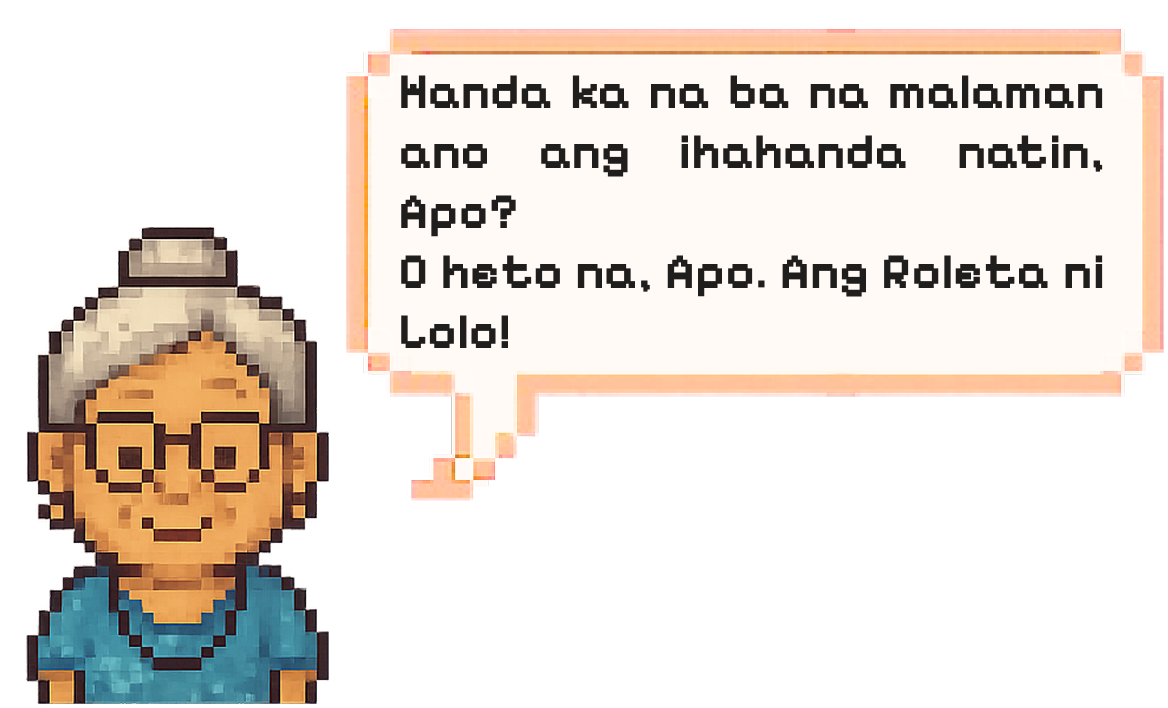 Handa ka na ba na malaman
ano ang ihahanda natin,
Apo?
O heto na, Apo. Ang Roleta ni
Lolo!